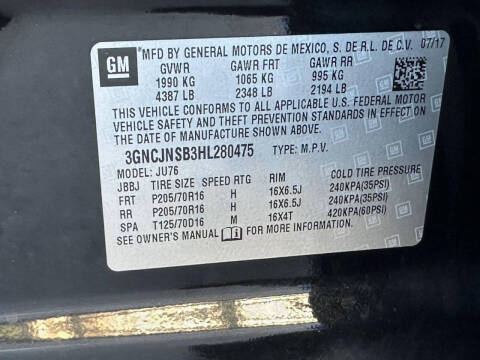 GM
MFD BY GENERAL MOTORS DE MEXICO, S. DE R.L. DE C.V. 07/17
GVWR GAWR FRT GAWR RR
1990 KG 1065 KG 995 KG
4387 LB 2348 LB 2194 LB
THIS VEHICLE CONFORMS TO ALL APPLICABLE U.S. FEDERAL MOTOR
VEHICLE SAFETY AND THEFT PREVENTION STANDARDS IN EFFECT ON
THE DATE OF MANUFACTURE SHOWN ABOVE.
3GNCJNSB3HL280475 TYPE: M.P.V.
MODEL: JU76
JBBJ TIRE SIZE SPEED RTG RIM COLD TIRE PRESSURE
FRT P205/70R16 H 16X6.5J 240KPA(35PSI)
RR P205/70R16 H 16X6.5J 240KPA(35PSI)
SPA T125/70D16 M 16X4T 420KPA(60PSI)
SEE OWNER'S MANUAL FOR MORE INFORMATION.